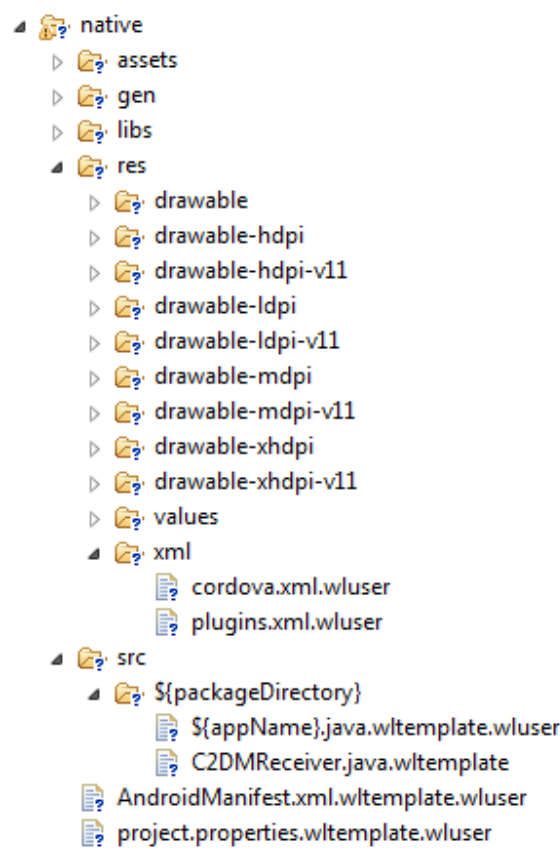 native
assets
gen
libs
res
drawable
drawable-hdpi
drawable-hdpi-v11
drawable-ldpi
drawable-ldpi-v11
drawable-mdpi
drawable-mdpi-v11
drawable-xhdpi
drawable-xhdpi-v11
values
xml
cordova.xml.wluser
plugins.xml.wluser
src
${packageDirectory}
${appName}.java.wltemplate.wluser
C2DMReceiver.java.wltemplate
AndroidManifest.xml.wltemplate.wluser
project.properties.wltemplate.wluser